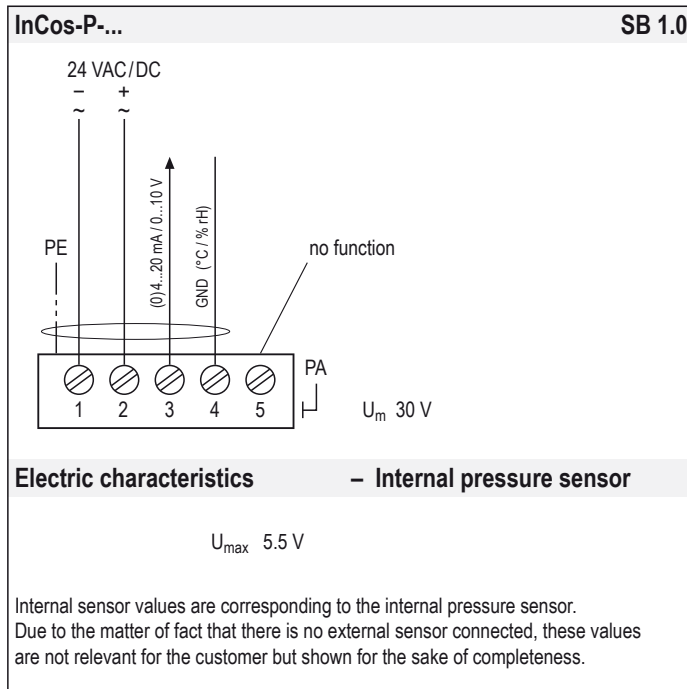 InCos-P-... SB 1.0
24 VAC/DC
– +
~ ~
(0)4...20 mA / 0...10 V
GND (°C / % rH)
PE
no function
PA
1 2 3 4 5
Um 30 V
Electric characteristics – Internal pressure sensor
Umax 5.5 V
Internal sensor values are corresponding to the internal pressure sensor.
Due to the matter of fact that there is no external sensor connected, these values
are not relevant for the customer but shown for the sake of completeness.